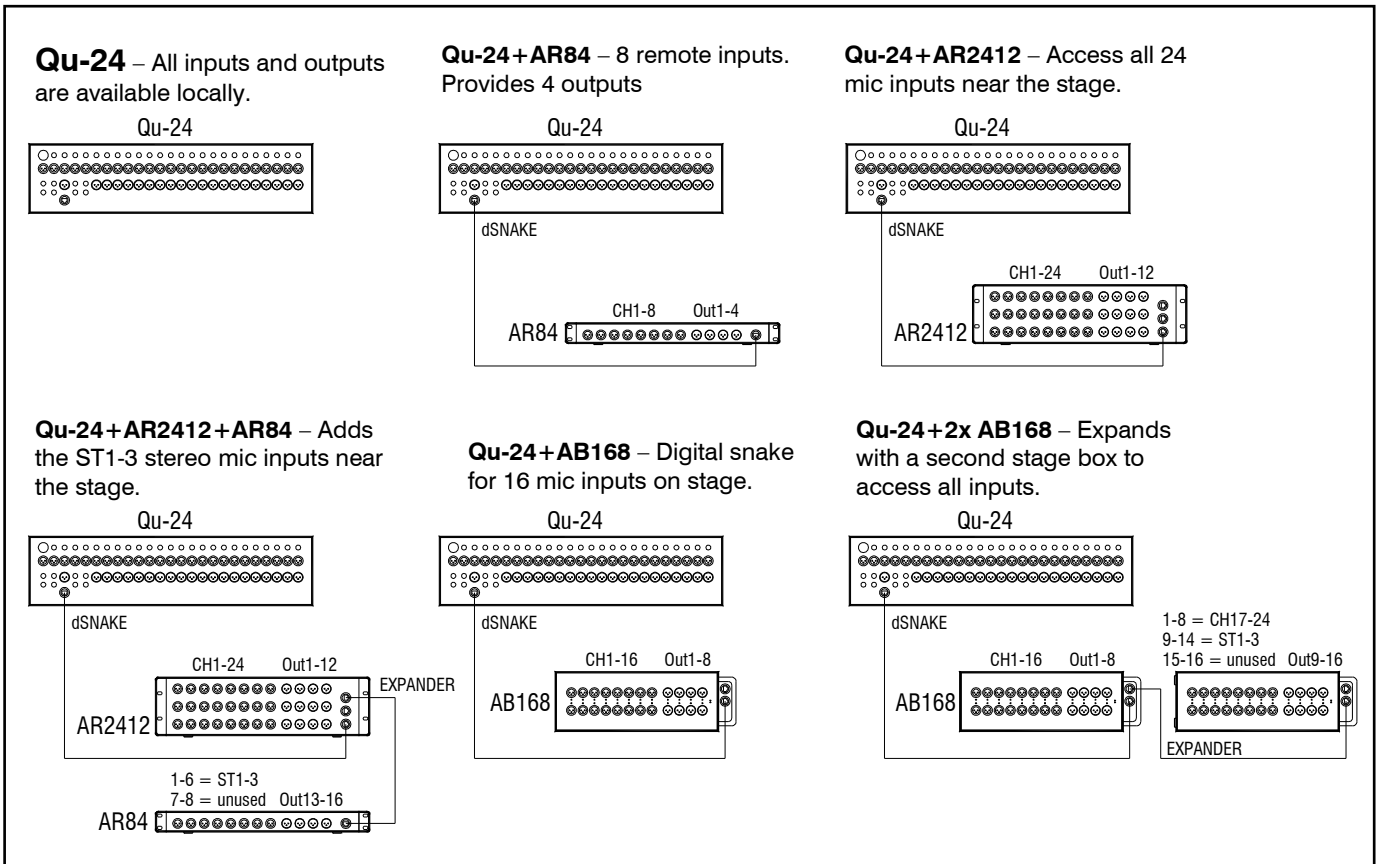 Qu-24 – All inputs and outputs
are available locally.
Qu-24
Qu-24+AR84 – 8 remote inputs.
Provides 4 outputs
Qu-24
dSNAKE
CH1-8 Out1-4
AR84
Qu-24+AR2412 – Access all 24
mic inputs near the stage.
Qu-24
dSNAKE
CH1-24 Out1-12
AR2412
Qu-24+AR2412+AR84 – Adds
the ST1-3 stereo mic inputs near
the stage.
Qu-24
dSNAKE
CH1-24 Out1-12
EXPANDER
AR2412
1-6 = ST1-3
7-8 = unused Out13-16
AR84
Qu-24+AB168 – Digital snake
for 16 mic inputs on stage.
Qu-24
dSNAKE
CH1-16 Out1-8
AB168
Qu-24+2x AB168 – Expands
with a second stage box to
access all inputs.
Qu-24
dSNAKE
CH1-16 Out1-8
AB168
1-8 = CH17-24
9-14 = ST1-3
15-16 = unused Out9-16
EXPANDER